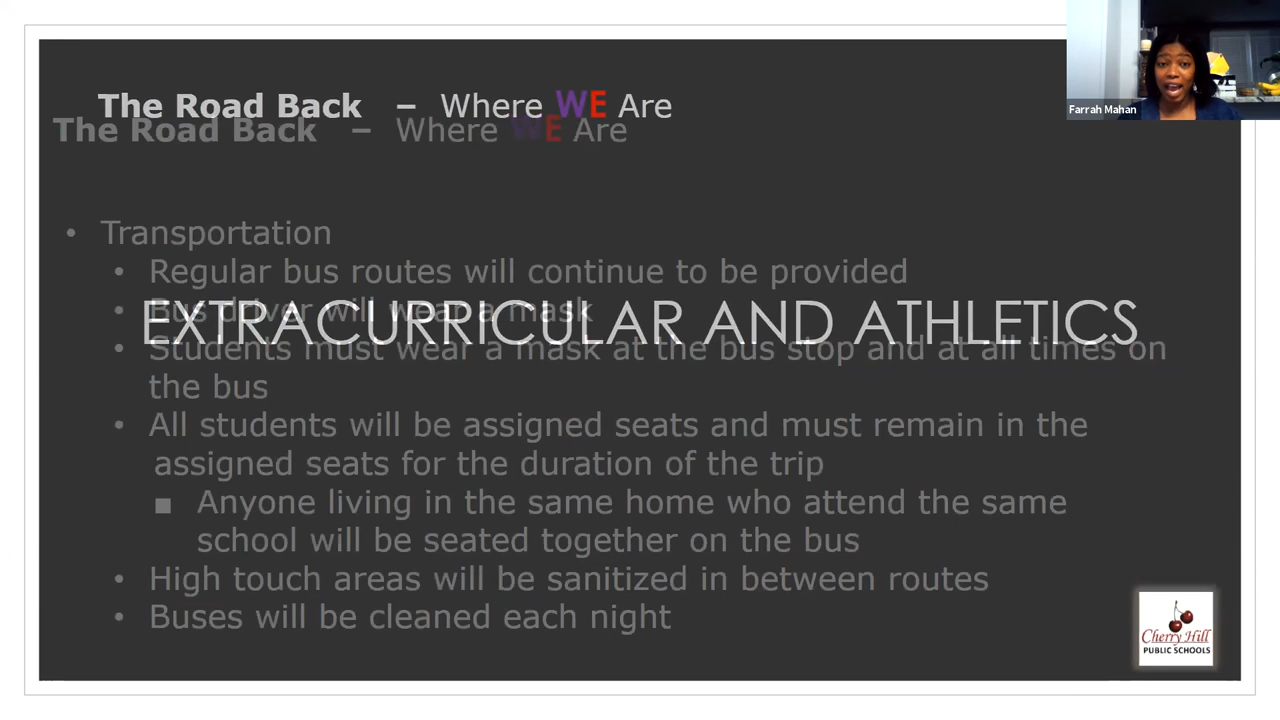 The Road Back – Where WE Are
Farrah Mahan
The Road Back – Where WE Are
• Transportation
• Regular bus routes will continue to be provided
• Bus driver will wear a mask
EXTRACURRICULAR AND ATHLETICS
• Students must wear a mask at the bus stop and at all times on
the bus
• All students will be assigned seats and must remain in the
assigned seats for the duration of the trip
■ Anyone living in the same home who attend the same
school will be seated together on the bus
• High touch areas will be sanitized in between routes
• Buses will be cleaned each night
Cherry Hill
PUBLIC SCHOOLS